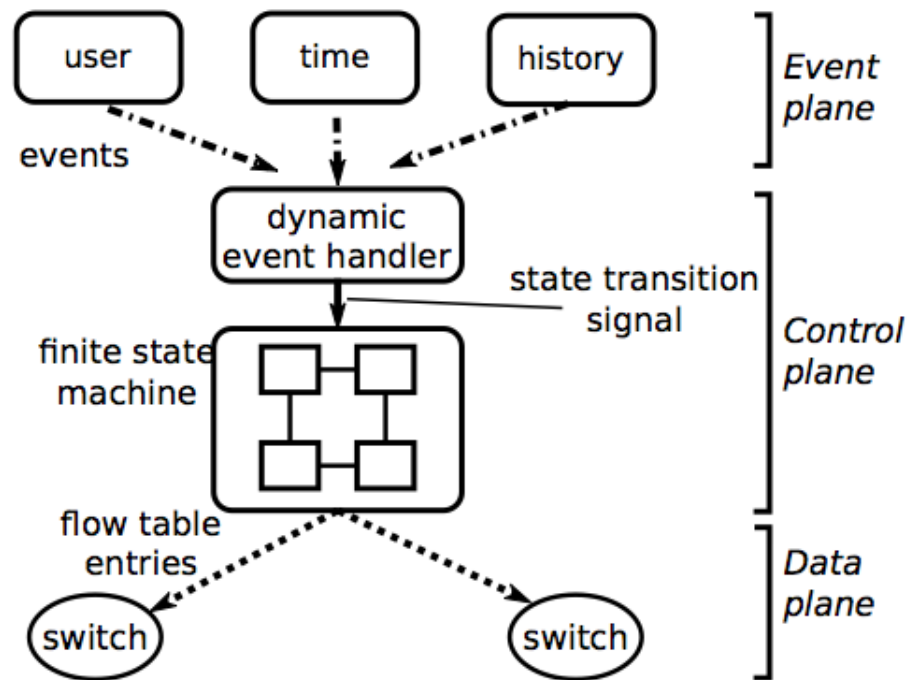 user
time
history
Event
plane
events
dynamic
event handler
state transition
signal
finite state
machine
Control
plane
flow table
entries
Data
plane
switch
switch